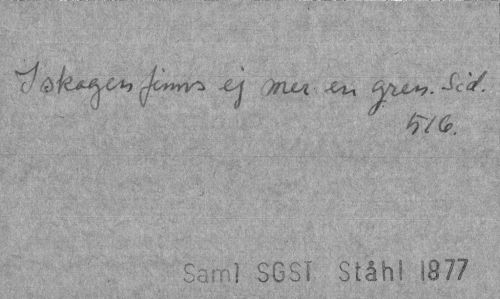 I skogen finns ej mer en gren. Sid.
516.
Saml SGST Ståhl 1877